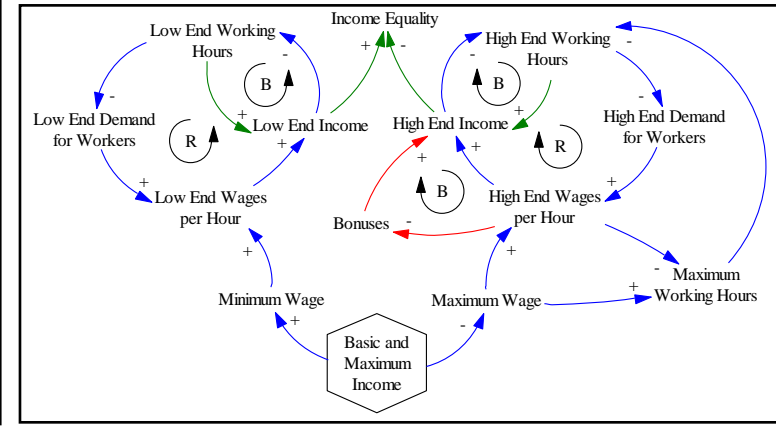 Income Equality
Low End Working
Hours
High End Working
Hours
+
-
-
-
-
-
B
B
-
-
Low End Demand
for Workers
R
+
Low End Income
+
High End Income
+
+
R
High End Demand
for Workers
+
B
+
+
Low End Wages
per Hour
High End Wages
per Hour
Bonuses
-
+
+
-
Maximum
Working Hours
Minimum Wage
Maximum Wage
+
+
-
Basic and
Maximum
Income